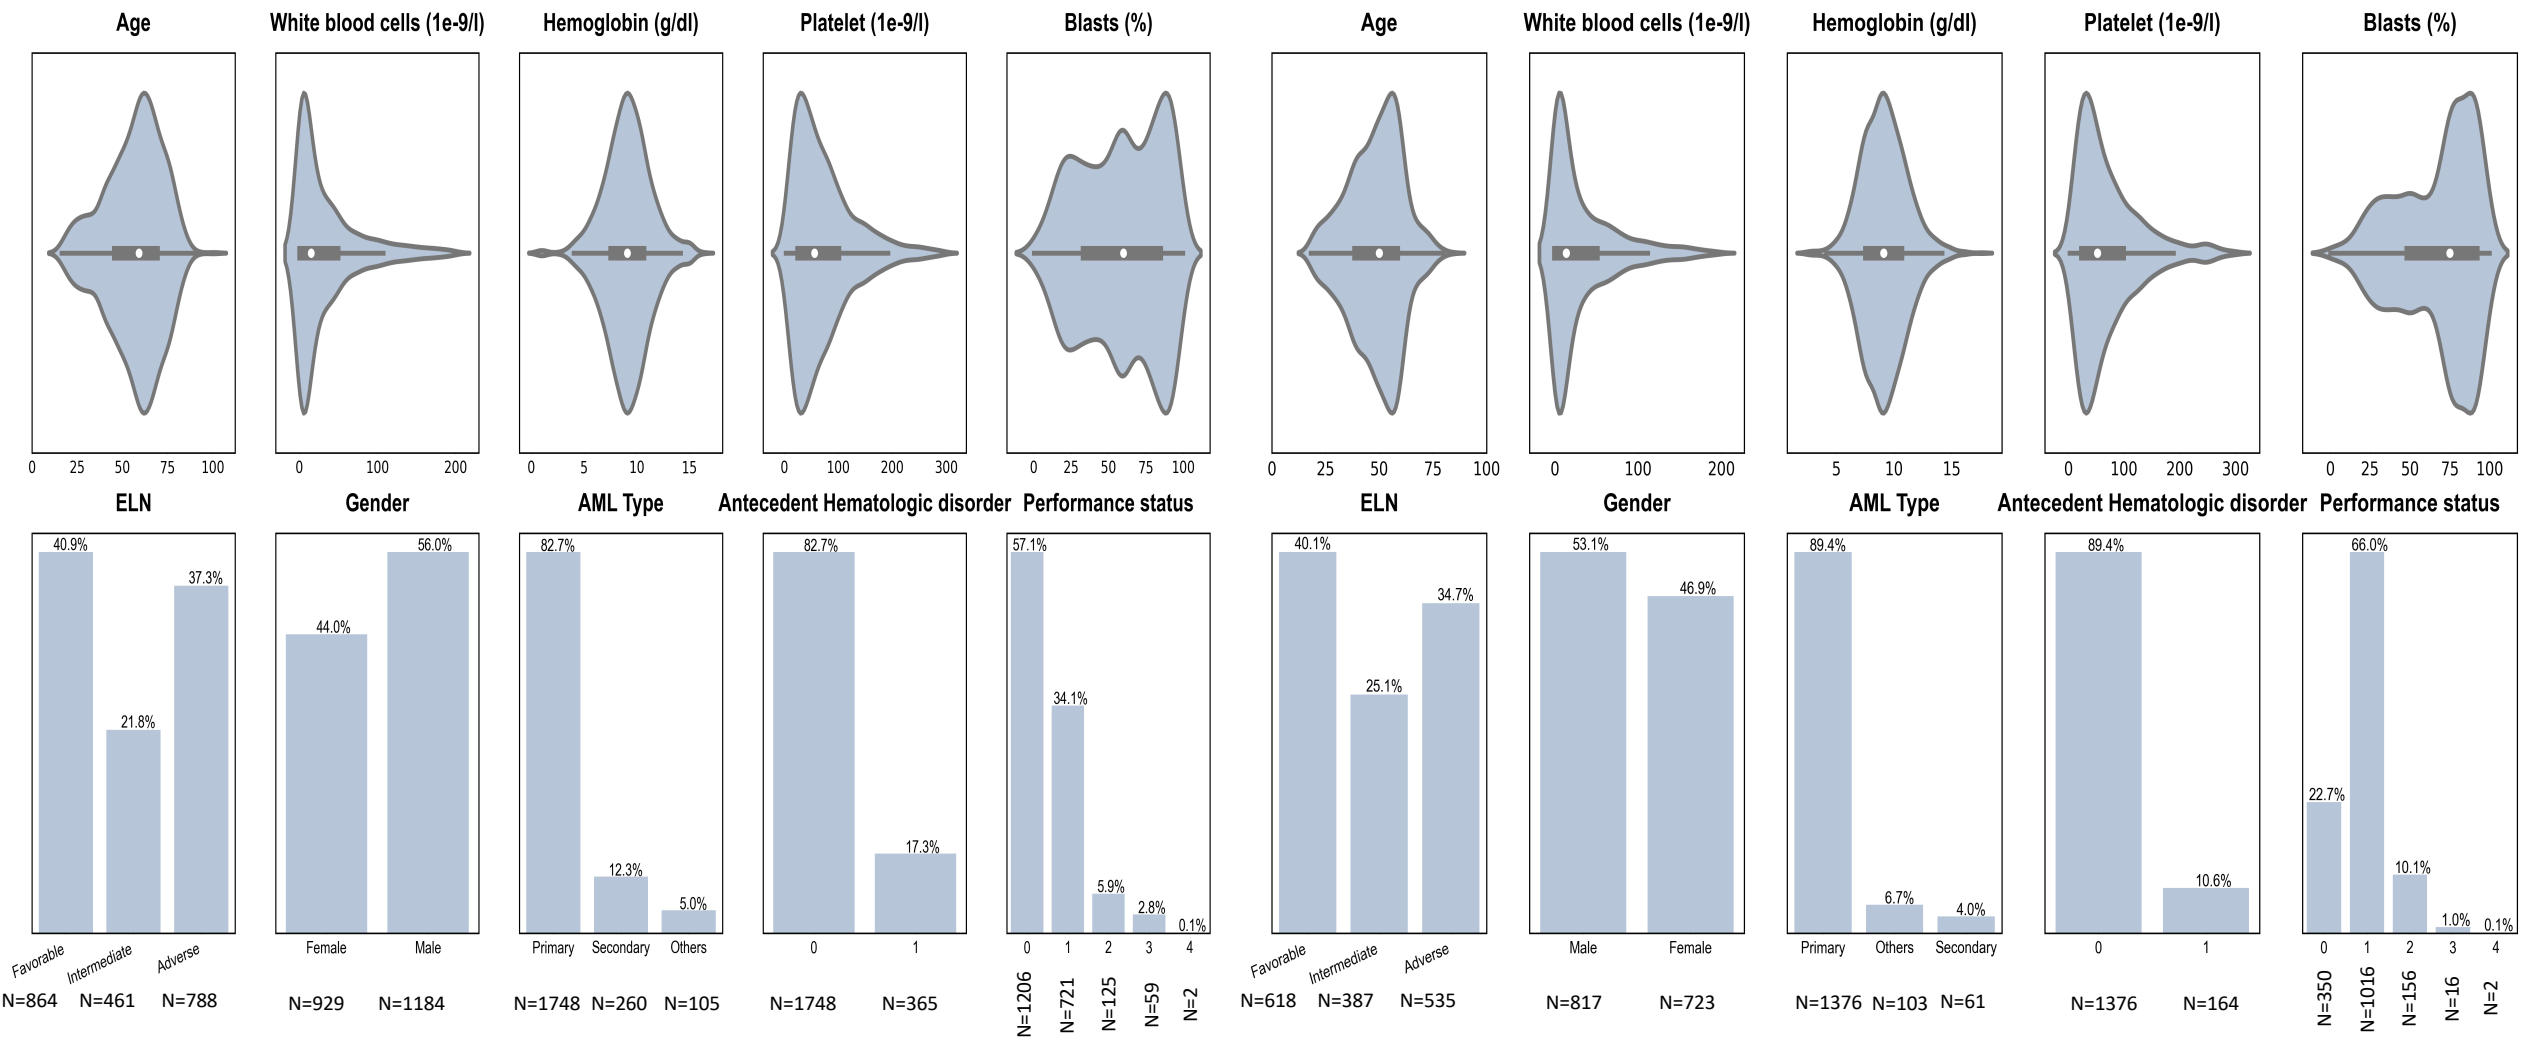 Age White blood cells (1e-9/l) Hemoglobin (g/dl) Platelet (1e-9/l) Blasts (%) Age White blood cells (1e-9/l) Hemoglobin (g/dl) Platelet (1e-9/l) Blasts (%)
0 25 50 75 100 0 100 200 0 5 10 15 0 100 200 300 0 25 50 75 100 0 25 50 75 100 0 100 200 5 10 15 0 100 200 300 0 25 50 75 100
ELN Gender AML Type Antecedent Hematologic disorder Performance status ELN Gender AML Type Antecedent Hematologic disorder Performance status
40.9% 56.0% 82.7% 82.7% 57.1% 40.1% 53.1% 89.4% 89.4% 66.0%
37.3% 46.9%
34.7%
44.0%
25.1%
34.1%
21.8%
22.7%
17.3%
12.3% 10.6% 10.1%
5.9%
5.0% 2.8% 6.7% 4.0%
0.1% 1.0% 0.1%
Favorable Intermediate Adverse Female Male Primary Secondary Others 0 1 0 1 2 3 4 Favorable Intermediate Adverse Male Female Primary Others Secondary 0 1 0 1 2 3 4
N=864 N=461 N=788 N=929 N=1184 N=1748 N=260 N=105 N=1748 N=365 N=1206 N=721 N=125 N=59 N=2 N=618 N=387 N=535 N=817 N=723 N=1376 N=103 N=61 N=1376 N=164 N=350 N=1016 N=156 N=16 N=2